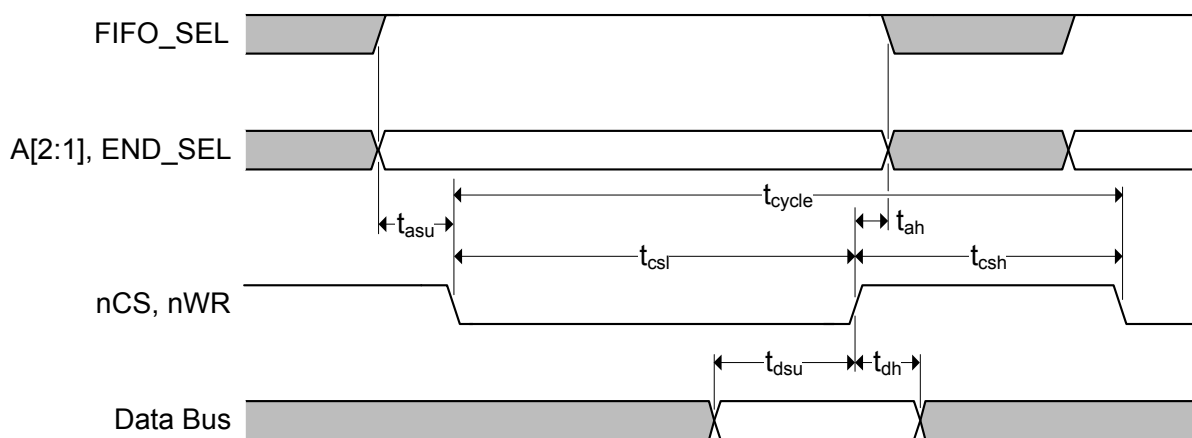 FIFO_SEL
A[2:1], END_SEL
tcycle
tasu
tah
tcsl
tcsh
nCS, nWR
tdsu
tdh
Data Bus